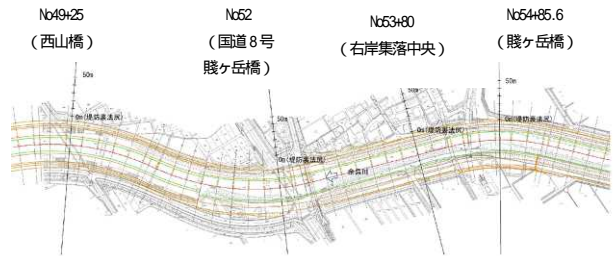 No49+25
(西山橋)
No52
(国道8号
賤ヶ岳橋)
No53+80
(右岸集落中央)
No54+85.6
(賤ヶ岳橋)
50m
0m(堤防裏法尻)
50m
0m(堤防裏法尻)
50m
0m(堤防裏法尻)
50m
0m(堤防裏法尻)
余呉川